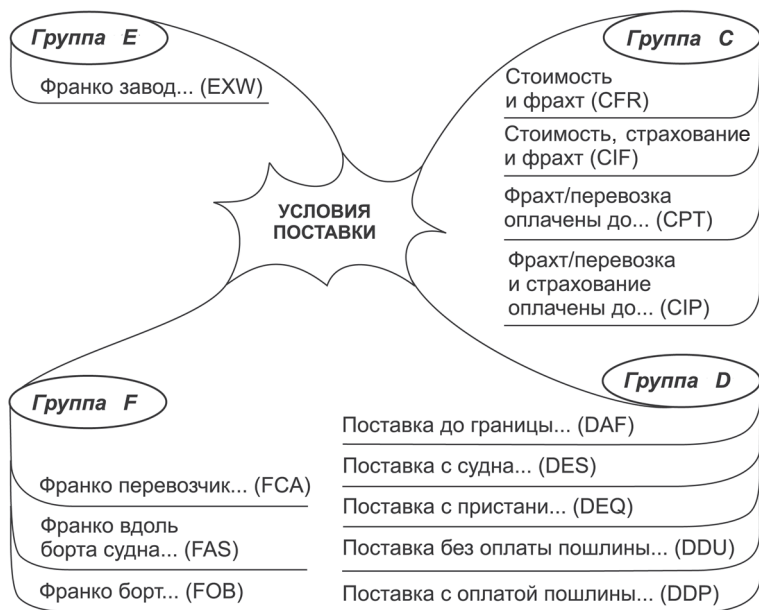 Группа E
Франко завод... (EXW)
Группа C
Стоимость
и фрахт (CFR)
Стоимость, страхование
и фрахт (CIF)
Фрахт/перевозка
оплачены до... (CPT)
Фрахт/перевозка
и страхование
оплачены до... (CIP)
УСЛОВИЯ
ПОСТАВКИ
Группа F
Франко перевозчик... (FCA)
Франко вдоль
борта судна... (FAS)
Франко борт... (FOB)
Группа D
Поставка до границы... (DAF)
Поставка с судна... (DES)
Поставка с пристани... (DEQ)
Поставка без оплаты пошлины... (DDU)
Поставка с оплатой пошлины... (DDP)